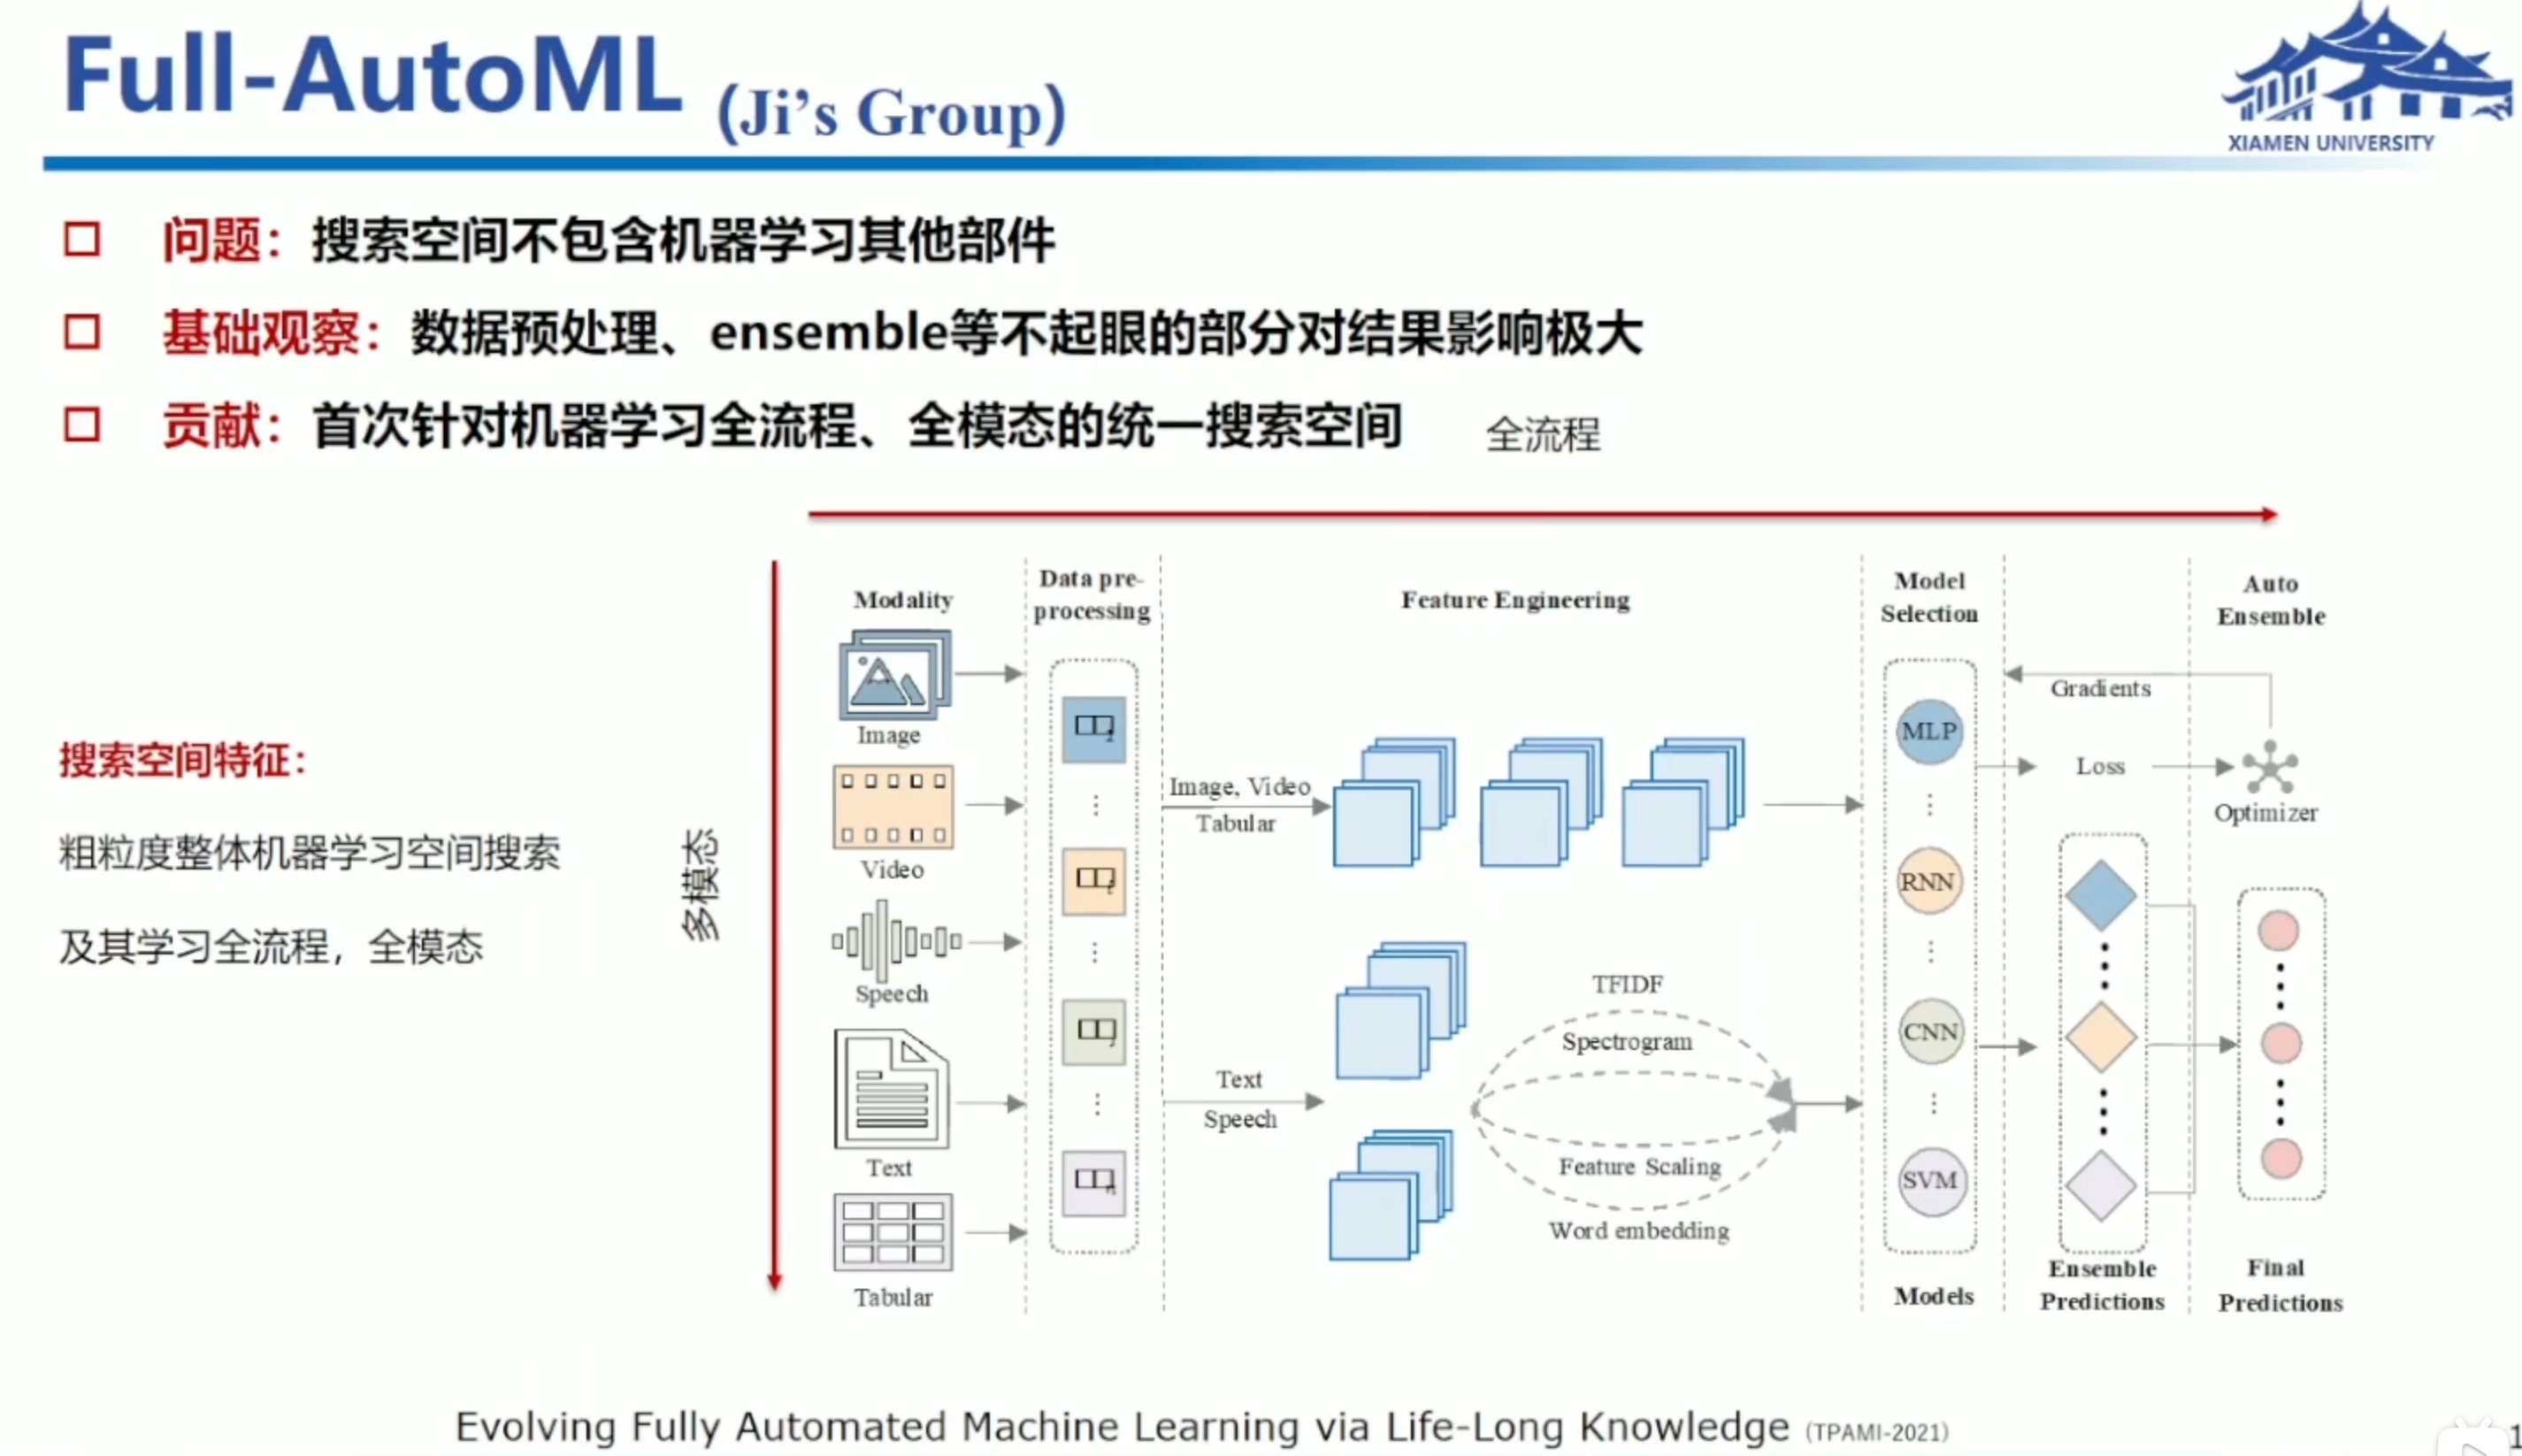 Full-AutoML (Ji's Group)
XIAMEN UNIVERSITY
问题：搜索空间不包含机器学习其他部件
基础观察：数据预处理、ensemble等不起眼的部分对结果影响极大
贡献：首次针对机器学习全流程、全模态的统一搜索空间
全流程
搜索空间特征：
粗粒度整体机器学习空间搜索
及其学习全流程，全模态
多模态
Modality
Image
Video
Speech
Text
Tabular
Data pre-
processing
Feature Engineering
Image, Video
Tabular
Text
Speech
TFIDF
Spectrogram
Feature Scaling
Word embedding
Model
Selection
MLP
RNN
CNN
SVM
Models
Gradients
Loss
Ensemble
Predictions
Auto
Ensemble
Optimizer
Final
Predictions
Evolving Fully Automated Machine Learning via Life-Long Knowledge (TPAMI-2021)